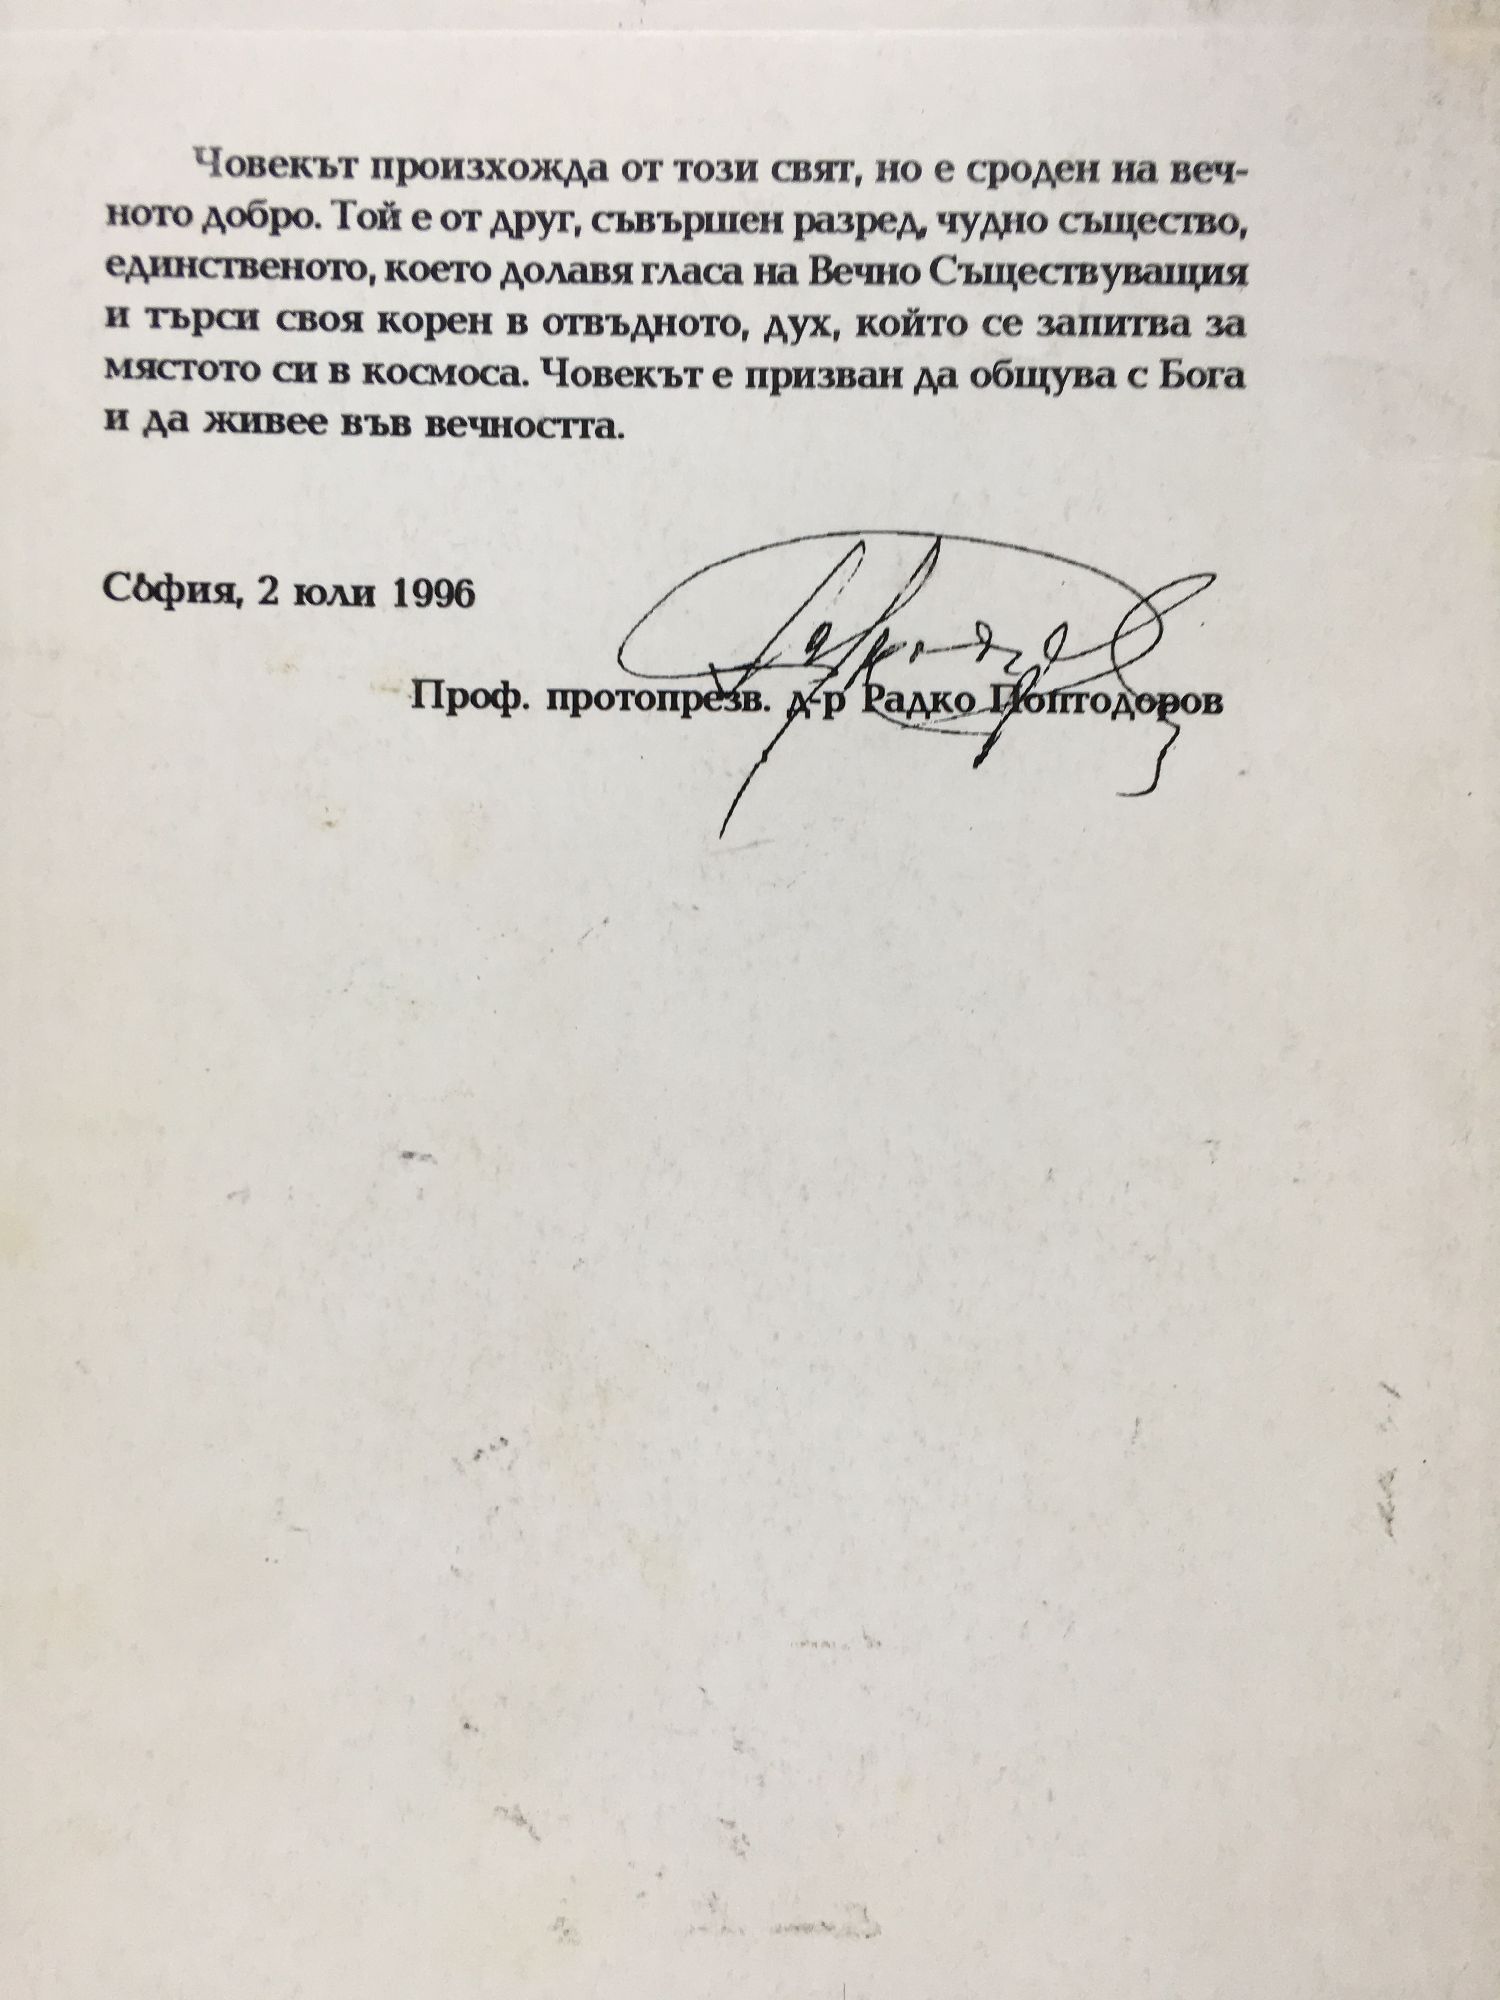 Човекът произхожда от този свят, но е сроден на веч-
ното добро. Той е от друг, съвършен разред, чудно същество,
единственото, което долавя гласа на Вечно Съществуващия
и търси своя корен в отвъдното, дух, който се запитва за
мястото си в космоса. Човекът е призван да общува с Бога
и да живее във вечността.
София, 2 юли 1996
Проф. протопрезв. д-р Радко Поптодоров